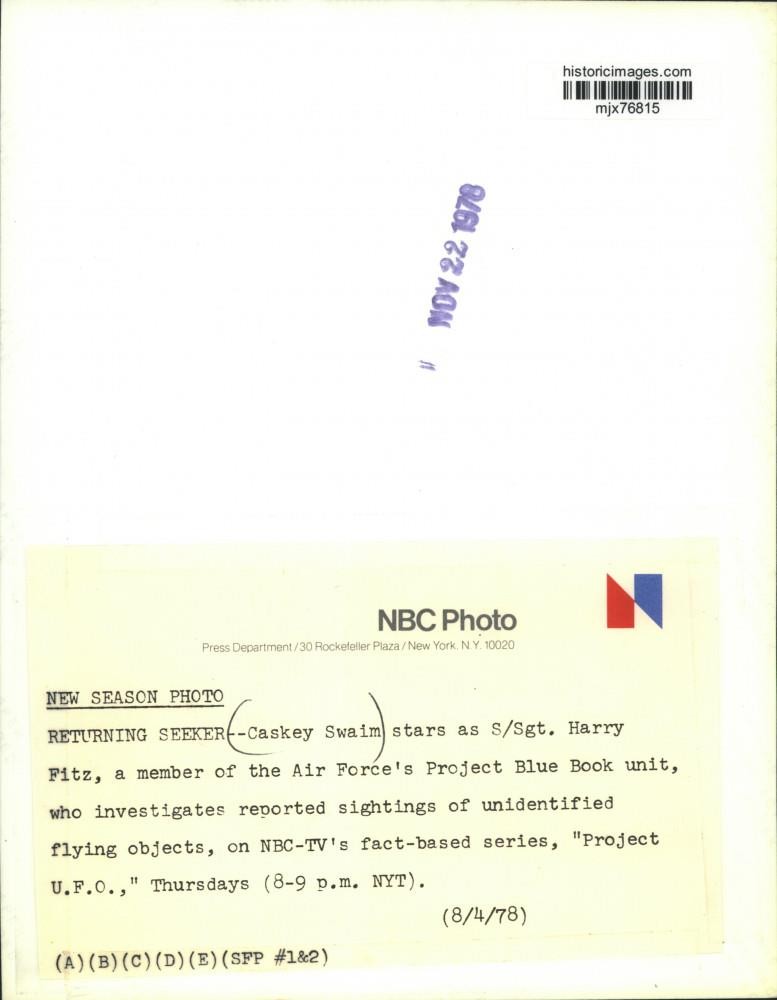 historicimages.com
mjx76815
NOV 22 1978
NBC Photo
Press Department / 30 Rockefeller Plaza / New York, N.Y. 10020
NEW SEASON PHOTO
RETURNING SEEKER--Caskey Swaim stars as S/Sgt. Harry
Fitz, a member of the Air Force's Project Blue Book unit,
who investigates reported sightings of unidentified
flying objects, on NBC-TV's fact-based series, "Project
U.F.O.," Thursdays (8-9 p.m. NYT).
(8/4/78)
(A)(B)(C)(D)(E)(SFP #1&2)